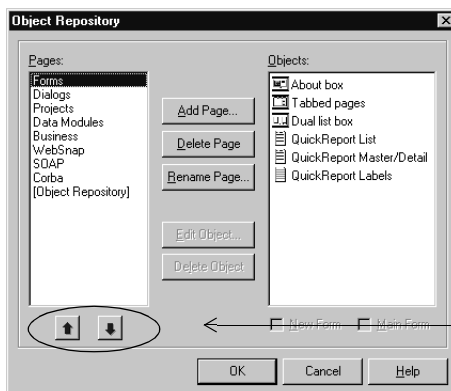 Object Repository
Pages:
Forms
Dialogs
Projects
Data Modules
Business
WebSnap
SOAP
Corba
[Object Repository]
Add Page...
Delete Page
Rename Page...
Edit Object...
Delete Object
Objects:
About box
Tabbed pages
Dual list box
QuickReport List
QuickReport Master/Detail
QuickReport Labels
New Form
Main Form
OK
Cancel
Help